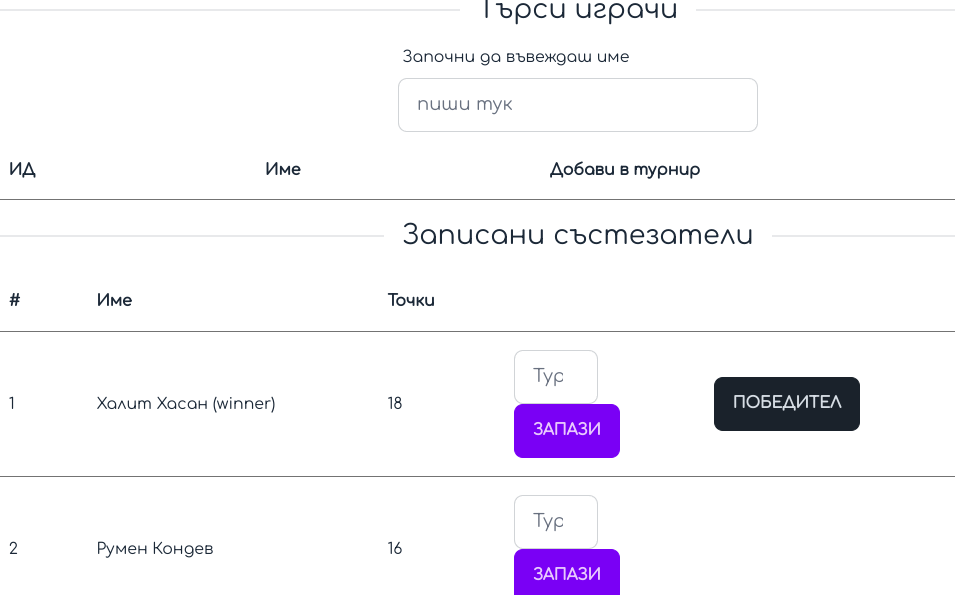 Търси играчи
Започни да въвеждаш име
пиши тук
ИД Име Добави в турнир
Записани състезатели
# Име Точки
Тур
1 Халит Хасан (winner) 18 ПОБЕДИТЕЛ
ЗАПАЗИ
Тур
2 Румен Кондев 16
ЗАПАЗИ